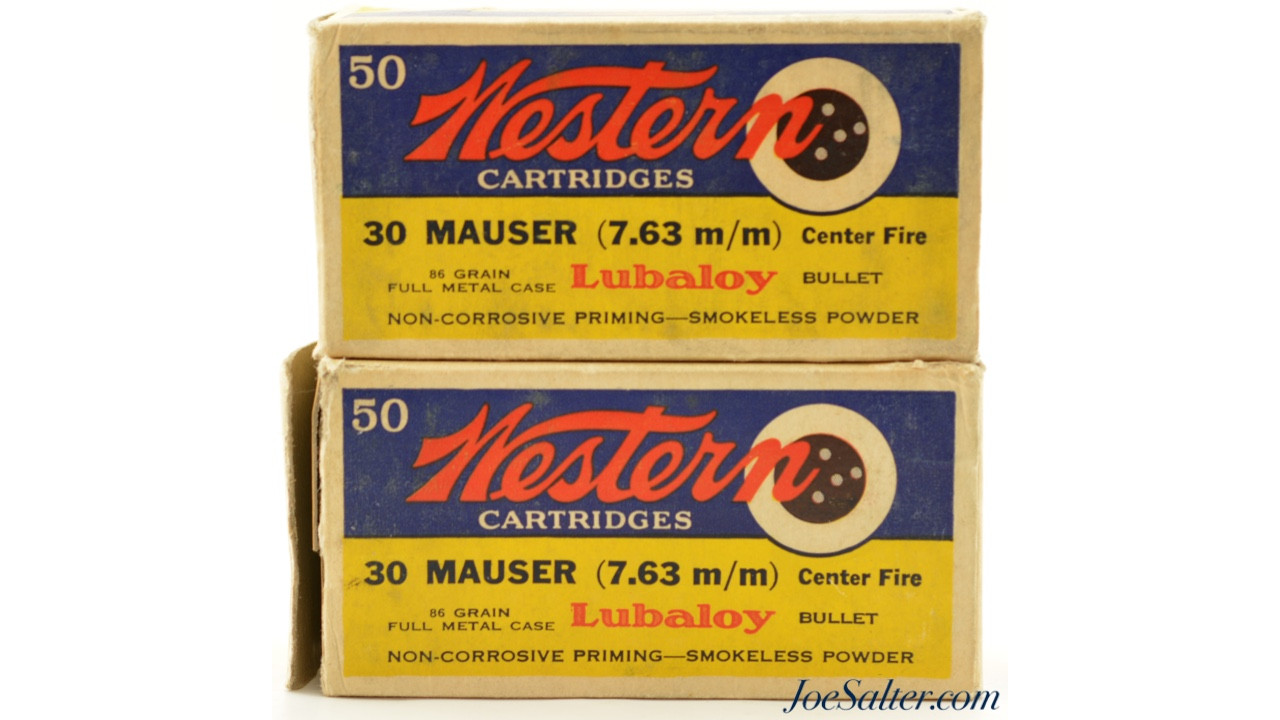 50
Western
CARTRIDGES
30 MAUSER (7.63 m/m) Center Fire
86 GRAIN
FULL METAL CASE Lubaloy BULLET
NON-CORROSIVE PRIMING—SMOKELESS POWDER
50
Western
CARTRIDGES
30 MAUSER (7.63 m/m) Center Fire
86 GRAIN
FULL METAL CASE Lubaloy BULLET
NON-CORROSIVE PRIMING—SMOKELESS POWDER
JoeSalter.com